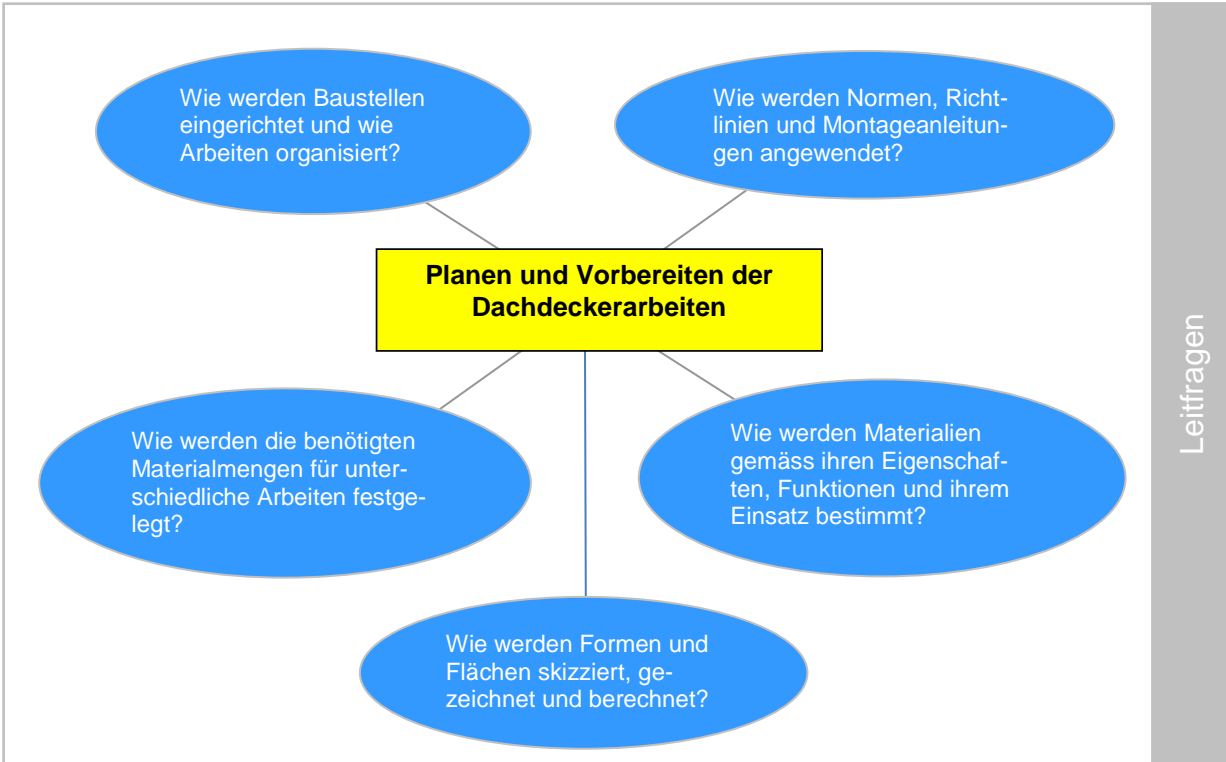 Wie werden Baustellen
eingerichtet und wie
Arbeiten organisiert?
Wie werden Normen, Richt-
linien und Montageanleitun-
gen angewendet?
Planen und Vorbereiten der
Dachdeckerarbeiten
Wie werden die benötigten
Materialmengen für unter-
schiedliche Arbeiten festge-
legt?
Wie werden Materialien
gemäss ihren Eigenschaf-
ten, Funktionen und ihrem
Einsatz bestimmt?
Wie werden Formen und
Flächen skizziert, ge-
zeichnet und berechnet?
Leitfragen